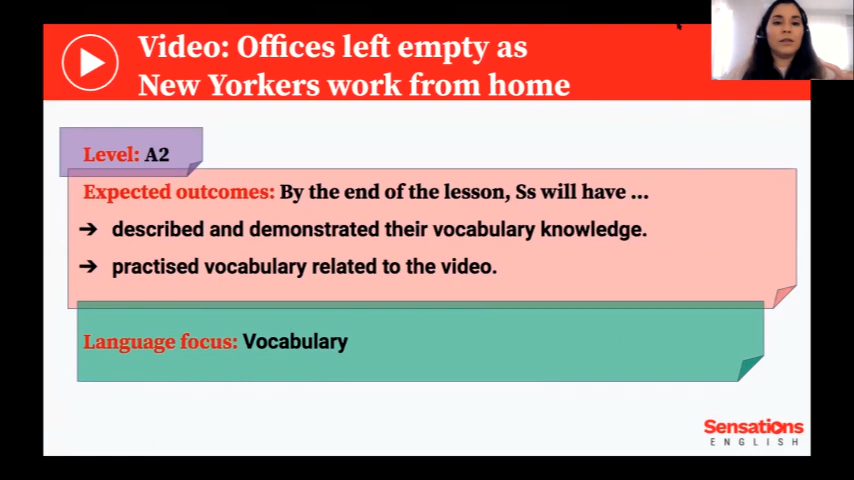 Video: Offices left empty as
New Yorkers work from home
Level: A2
Expected outcomes: By the end of the lesson, Ss will have ...
➔ described and demonstrated their vocabulary knowledge.
➔ practised vocabulary related to the video.
Language focus: Vocabulary
Sensations
ENGLISH